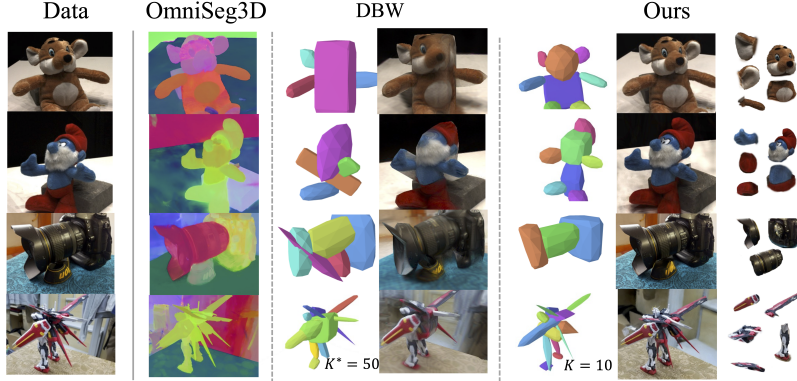 Data
OmniSeg3D
DBW
Ours
K* = 50
K = 10